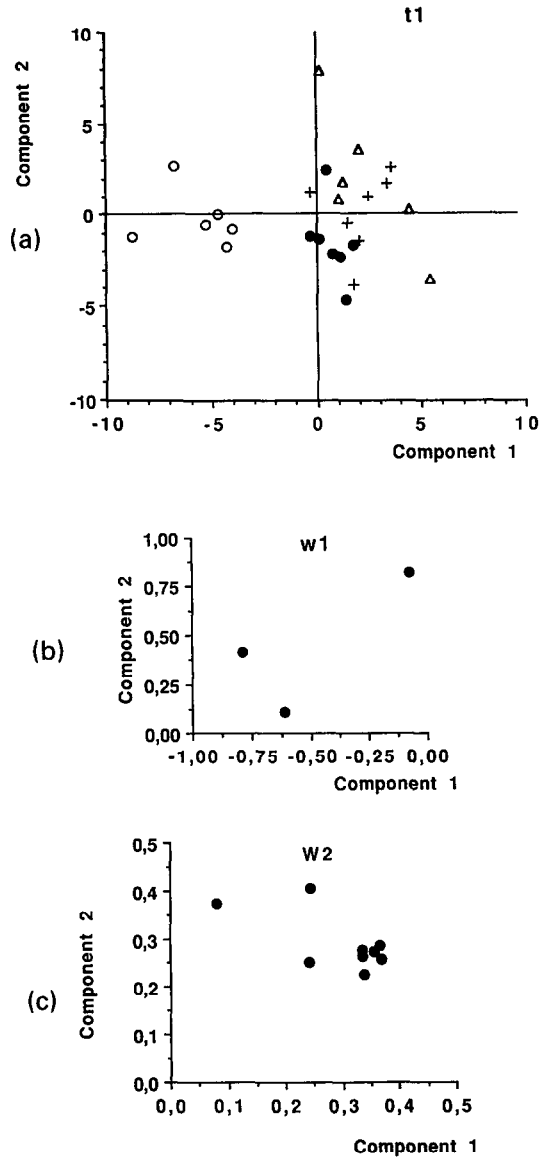 t1
10
5
0
-5
-10
Component 2
(a)
-10 -5 0 5 10
Component 1
w1
1,00
0,75
0,50
0,25
0,00
Component 2
(b)
-1,00 -0,75 -0,50 -0,25 0,00
Component 1
W2
0,5
0,4
0,3
0,2
0,1
0,0
Component 2
(c)
0,0 0,1 0,2 0,3 0,4 0,5
Component 1